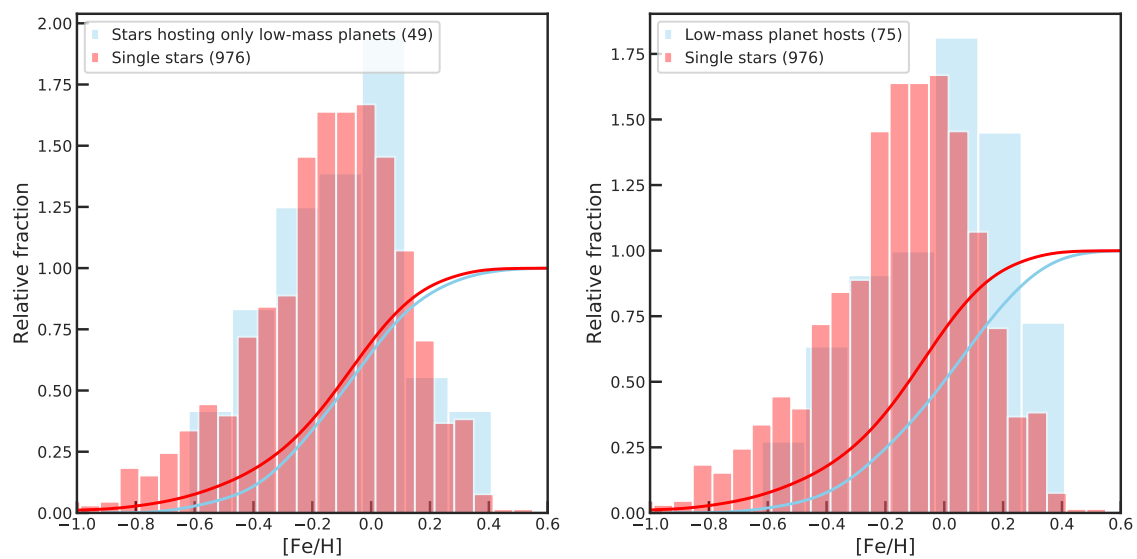 Stars hosting only low-mass planets (49)
Single stars (976)
Relative fraction
2.00
1.75
1.50
1.25
1.00
0.75
0.50
0.25
0.00
−1.0 −0.8 −0.6 −0.4 −0.2 0.0 0.2 0.4 0.6
[Fe/H]
Low-mass planet hosts (75)
Single stars (976)
Relative fraction
1.75
1.50
1.25
1.00
0.75
0.50
0.25
0.00
−1.0 −0.8 −0.6 −0.4 −0.2 0.0 0.2 0.4 0.6
[Fe/H]